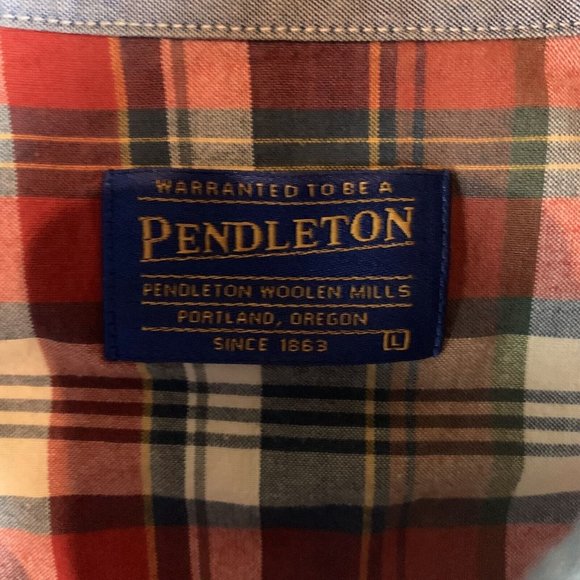 WARRANTED TO BE A
PENDLETON
PENDLETON WOOLEN MILLS
PORTLAND, OREGON
SINCE 1863 L